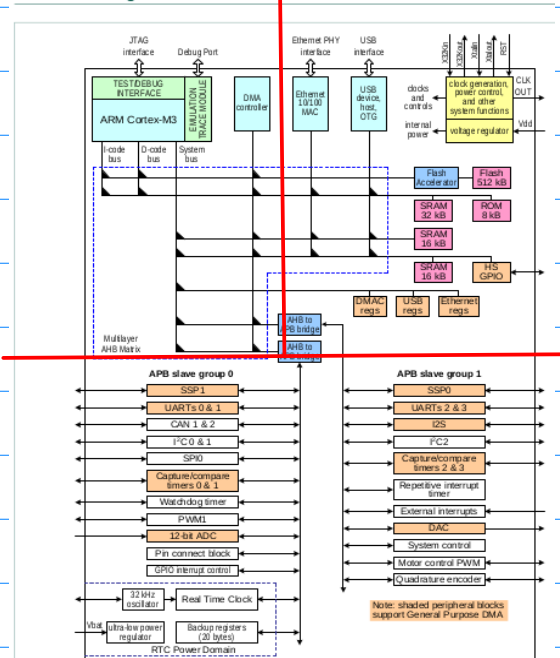 JTAG
interface
Debug Port
Ethernet PHY
interface
USB
interface
X32Kin
X32Kout
Xtalin
Xtalout
RST
TEST/DEBUG
INTERFACE
EMULATION
TRACE MODULE
ARM Cortex-M3
DMA
controller
Ethernet
10/100
MAC
USB
device,
host,
OTG
clocks
and
controls
internal
power
clock generation,
power control,
and other
system functions
voltage regulator
CLK
OUT
Vdd
I-code
bus
D-code
bus
System
bus
Flash
Accelerator
Flash
512 kB
SRAM
32 kB
ROM
8 kB
SRAM
16 kB
SRAM
16 kB
HS
GPIO
DMAC
regs
USB
regs
Ethernet
regs
AHB to
APB bridge
AHB to
APB bridge
Multilayer
AHB Matrix
APB slave group 0
SSP1
UARTs 0 & 1
CAN 1 & 2
I²C 0 & 1
SPI0
Capture/compare
timers 0 & 1
Watchdog timer
PWM1
12-bit ADC
Pin connect block
GPIO interrupt control
32 kHz
oscillator
Real Time Clock
Vbat
ultra-low power
regulator
Backup registers
(20 bytes)
RTC Power Domain
APB slave group 1
SSP0
UARTs 2 & 3
I2S
I²C2
Capture/compare
timers 2 & 3
Repetitive interrupt
timer
External interrupts
DAC
System control
Motor control PWM
Quadrature encoder
Note: shaded peripheral blocks
support General Purpose DMA